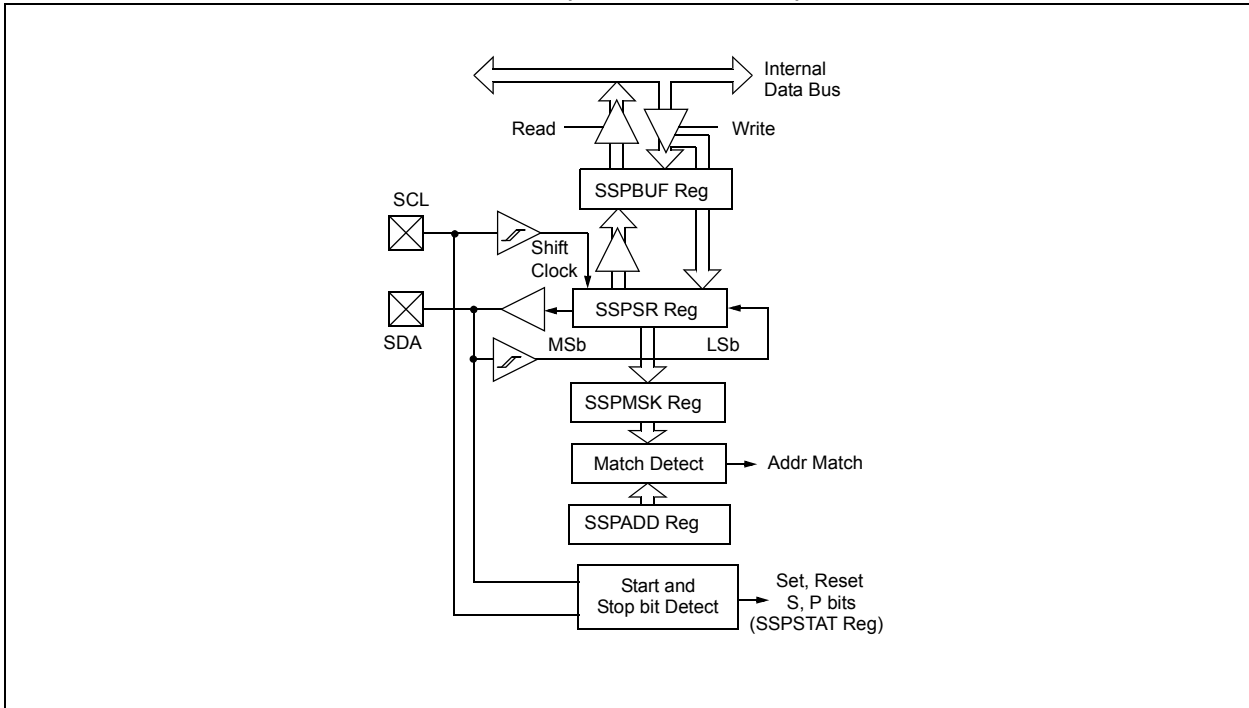 Internal
Data Bus
Read
Write
SSPBUF Reg
SCL
Shift
Clock
SSPSR Reg
SDA
MSb
LSb
SSPMSK Reg
Match Detect
Addr Match
SSPADD Reg
Start and
Stop bit Detect
Set, Reset
S, P bits
(SSPSTAT Reg)